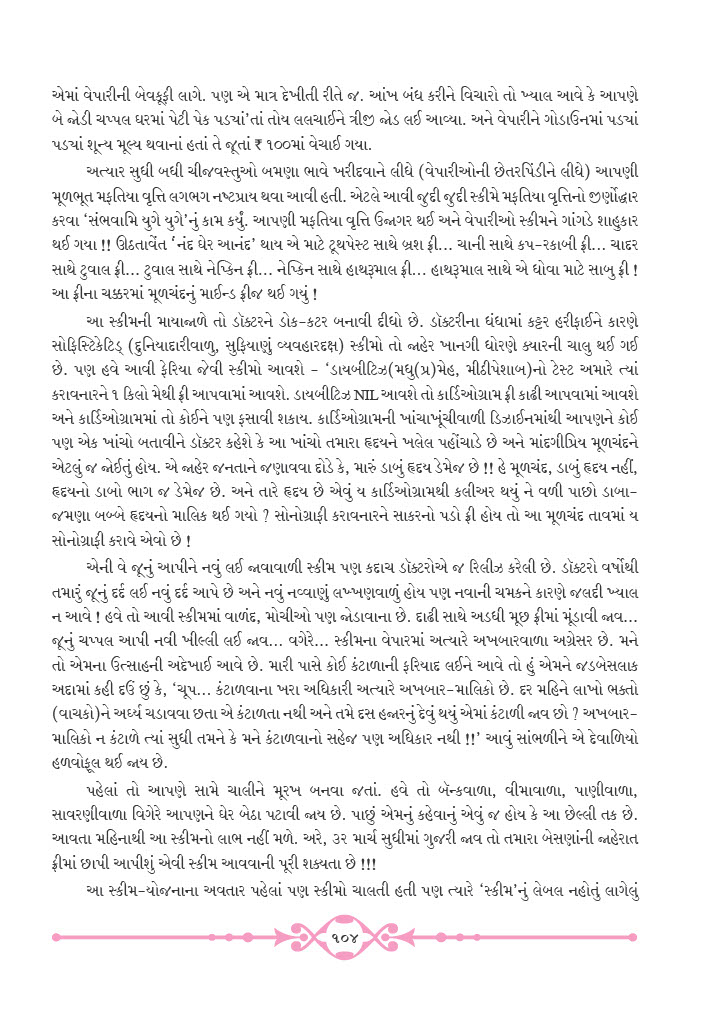 એમાં વેપારીની બેવકૂફી લાગે. પણ એ માત્ર દેખીતી રીતે જ. આંખ બંધ કરીને વિચારો તો ખ્યાલ આવે કે આપણે
બે જોડી ચપ્પલ ઘરમાં પેટી પેક પડ્યાં’તાં તોય લલચાઈને ત્રીજી જોડ લઈ આવ્યા. અને વેપારીને ગોડાઉનમાં પડ્યાં
પડ્યાં શૂન્ય મૂલ્ય થવાનાં હતાં તે જૂતાં ₹ ૧૦૦માં વેચાઈ ગયા.
અત્યાર સુધી બધી ચીજવસ્તુઓ બમણા ભાવે ખરીદવાને લીધે (વેપારીઓની છેતરપિંડીને લીધે) આપણી
મૂળભૂત મફતિયા વૃત્તિ લગભગ નષ્ટપ્રાય થવા આવી હતી. એટલે આવી જુદી જુદી સ્કીમે મફતિયા વૃત્તિનો જીર્ણોદ્ધાર
કરવા ‘સંભવામિ યુગે યુગે’નું કામ કર્યું. આપણી મફતિયા વૃત્તિ ઉજાગર થઈ અને વેપારીઓ સ્કીમને ગાંગડે શાહુકાર
થઈ ગયા !! ઊઠતાવેંત ‘નંદ ઘેર આનંદ’ થાય એ માટે ટૂથપેસ્ટ સાથે બ્રશ ફ્રી... ચાની સાથે કપ-રકાબી ફ્રી... ચાદર
સાથે ટુવાલ ફ્રી... ટુવાલ સાથે નેપ્કિન ફ્રી... નેપ્કિન સાથે હાથરૂમાલ ફ્રી... હાથરૂમાલ સાથે એ ધોવા માટે સાબુ ફ્રી !
આ ફ્રીના ચક્કરમાં મૂળચંદનું માઈન્ડ ફ્રીજ થઈ ગયું !
આ સ્કીમની માયાજાળે તો ડૉક્ટરને ડોક-કટર બનાવી દીધો છે. ડૉક્ટરીના ધંધામાં કટ્ટર હરીફાઈને કારણે
સોફિસ્ટિકેટિડ્ (દુનિયાદારીવાળુ, સુફિયાણું વ્યવહારદક્ષ) સ્કીમો તો જાહેર ખાનગી ધોરણે ક્યારની ચાલુ થઈ ગઈ
છે. પણ હવે આવી ફેરિયા જેવી સ્કીમો આવશે - ‘ડાયબીટિઝ(મધુ(પ્ર)મેહ, મીઠીપેશાબ)નો ટેસ્ટ અમારે ત્યાં
કરાવનારને ૧ કિલો મેથી ફ્રી આપવામાં આવશે. ડાયબીટિઝ NIL આવશે તો કાર્ડિઓગ્રામ ફ્રી કાઢી આપવામાં આવશે
અને કાર્ડિઓગ્રામમાં તો કોઈને પણ ફસાવી શકાય. કાર્ડિઓગ્રામની ખાંચાખૂંચીવાળી ડિઝાઈનમાંથી આપણને કોઈ
પણ એક ખાંચો બતાવીને ડૉક્ટર કહેશે કે આ ખાંચો તમારા હૃદયને ખલેલ પહોંચાડે છે અને માંદગીપ્રિય મૂળચંદને
એટલું જ જોઈતું હોય. એ જાહેર જનતાને જણાવવા દોડે કે, મારું ડાબું હૃદય ડેમેજ છે !! હે મૂળચંદ, ડાબું હૃદય નહીં,
હૃદયનો ડાબો ભાગ જ ડેમેજ છે. અને તારે હૃદય છે એવું ય કાર્ડિઓગ્રામથી ક્લીઅર થયું ને વળી પાછો ડાબા-
જમણા બબ્બે હૃદયનો માલિક થઈ ગયો ? સોનોગ્રાફી કરાવનારને સાકરનો પડો ફ્રી હોય તો આ મૂળચંદ તાવમાં ય
સોનોગ્રાફી કરાવે એવો છે !
એની વે જૂનું આપીને નવું લઈ જાવાવાળી સ્કીમ પણ કદાચ ડૉક્ટરોએ જ રિલીઝ કરેલી છે. ડૉક્ટરો વર્ષોથી
તમારું જૂનું દર્દ લઈ નવું દર્દ આપે છે અને નવું નવ્વાણું લખ્ખણવાળું હોય પણ નવાની ચમકને કારણે જલદી ખ્યાલ
ન આવે ! હવે તો આવી સ્કીમમાં વાળંદ, મોચીઓ પણ જોડાવાના છે. દાઢી સાથે અડધી મૂછ ફ્રીમાં મૂંડાવી જાવ...
જૂનું ચપ્પલ આપી નવી ખીલ્લી લઈ જાવ... વગેરે... સ્કીમના વેપારમાં અત્યારે અખબારવાળા અગ્રેસર છે. મને
તો એમના ઉત્સાહની અદેખાઈ આવે છે. મારી પાસે કોઈ કંટાળાની ફરિયાદ લઈને આવે તો હું એમને જડબેસલાક
અદામાં કહી દઉં છું કે, ‘ચૂપ... કંટાળવાના ખરા અધિકારી અત્યારે અખબાર-માલિકો છે. દર મહિને લાખો ભક્તો
(વાચકો)ને અર્ઘ્ય ચડાવવા છતા એ કંટાળતા નથી અને તમે દસ હજારનું દેવું થયું એમાં કંટાળી જાવ છો ? અખબાર-
માલિકો ન કંટાળે ત્યાં સુધી તમને કે મને કંટાળવાનો સહેજ પણ અધિકાર નથી !!’ આવું સાંભળીને એ દેવાળિયો
હળવોફૂલ થઈ જાય છે.
પહેલાં તો આપણે સામે ચાલીને મૂરખ બનવા જતાં. હવે તો બૅન્કવાળા, વીમાવાળા, પાણીવાળા,
સાવરણીવાળા વિગેરે આપણને ઘેર બેઠા પટાવી જાય છે. પાછું એમનું કહેવાનું એવું જ હોય કે આ છેલ્લી તક છે.
આવતા મહિનાથી આ સ્કીમનો લાભ નહીં મળે. અરે, ૩૨ માર્ચ સુધીમાં ગુજરી જાવ તો તમારા બેસણાંની જાહેરાત
ફ્રીમાં છાપી આપીશું એવી સ્કીમ આવવાની પૂરી શક્યતા છે !!!
આ સ્કીમ-યોજનાના અવતાર પહેલાં પણ સ્કીમો ચાલતી હતી પણ ત્યારે ‘સ્કીમ’નું લેબલ નહોતું લાગેલું
૧૦૪